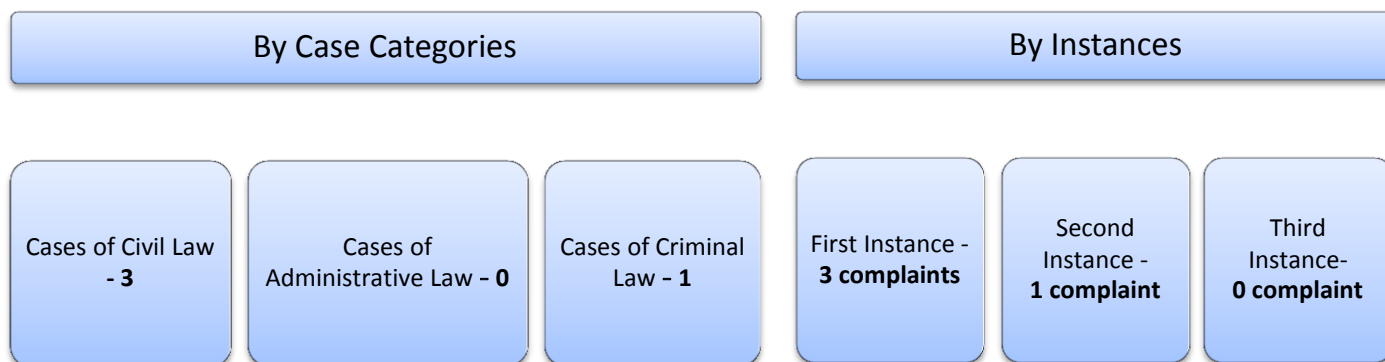 By Case Categories
By Instances
Cases of Civil Law
- 3
Cases of
Administrative Law – 0
Cases of Criminal
Law – 1
First Instance -
3 complaints
Second
Instance -
1 complaint
Third
Instance-
0 complaint